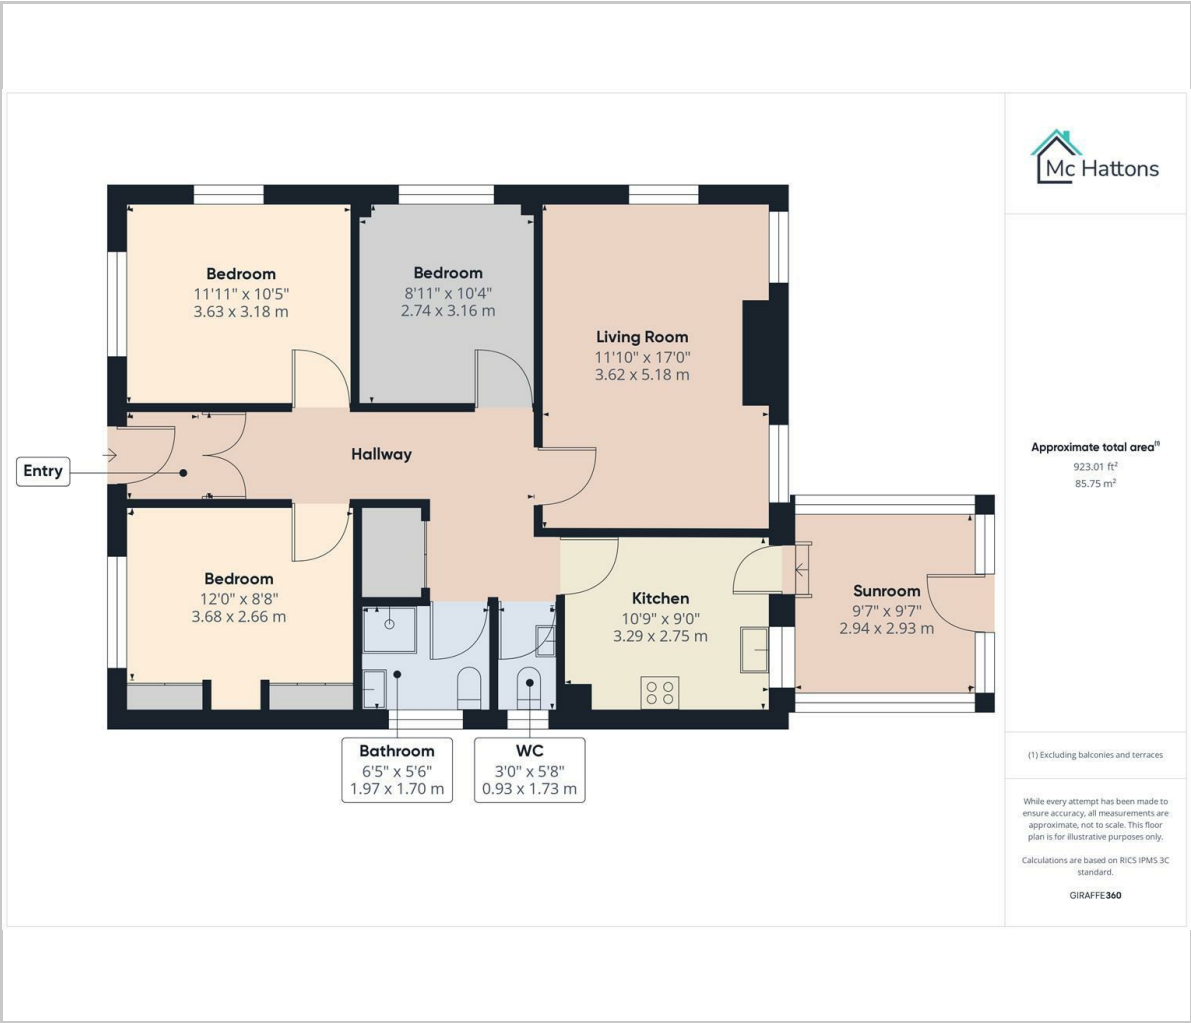 Mc Hattons
Bedroom
11'11" x 10'5"
3.63 x 3.18 m
Bedroom
8'11" x 10'4"
2.74 x 3.16 m
Living Room
11'10" x 17'0"
3.62 x 5.18 m
Hallway
Entry
Bedroom
12'0" x 8'8"
3.68 x 2.66 m
Kitchen
10'9" x 9'0"
3.29 x 2.75 m
Sunroom
9'7" x 9'7"
2.94 x 2.93 m
Bathroom
6'5" x 5'6"
1.97 x 1.70 m
WC
3'0" x 5'8"
0.93 x 1.73 m
Approximate total area(1)
923.01 ft²
85.75 m²
(1) Excluding balconies and terraces
While every attempt has been made to
ensure accuracy, all measurements are
approximate, not to scale. This floor
plan is for illustrative purposes only.
Calculations are based on RICS IPMS 3C
standard.
GIRAFFE360